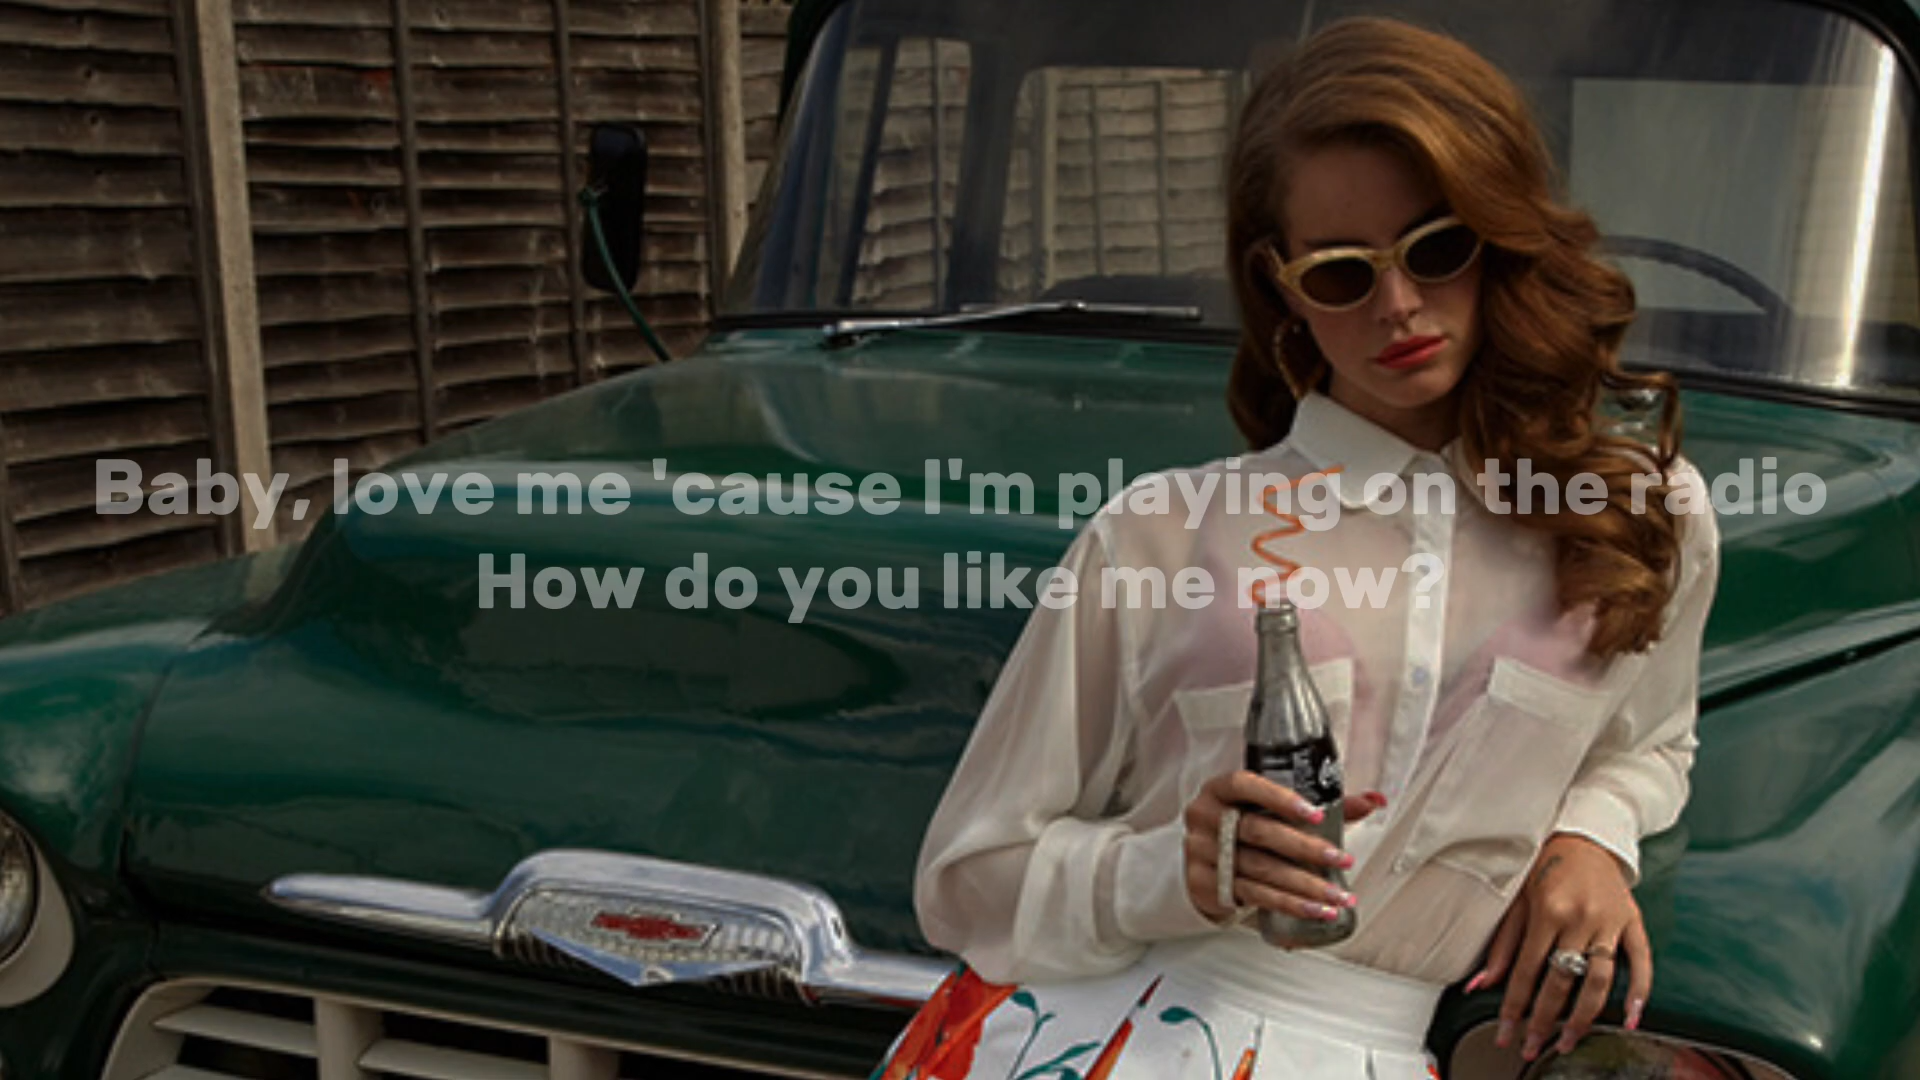 Baby, love me 'cause I'm playing on the radio
How do you like me now?